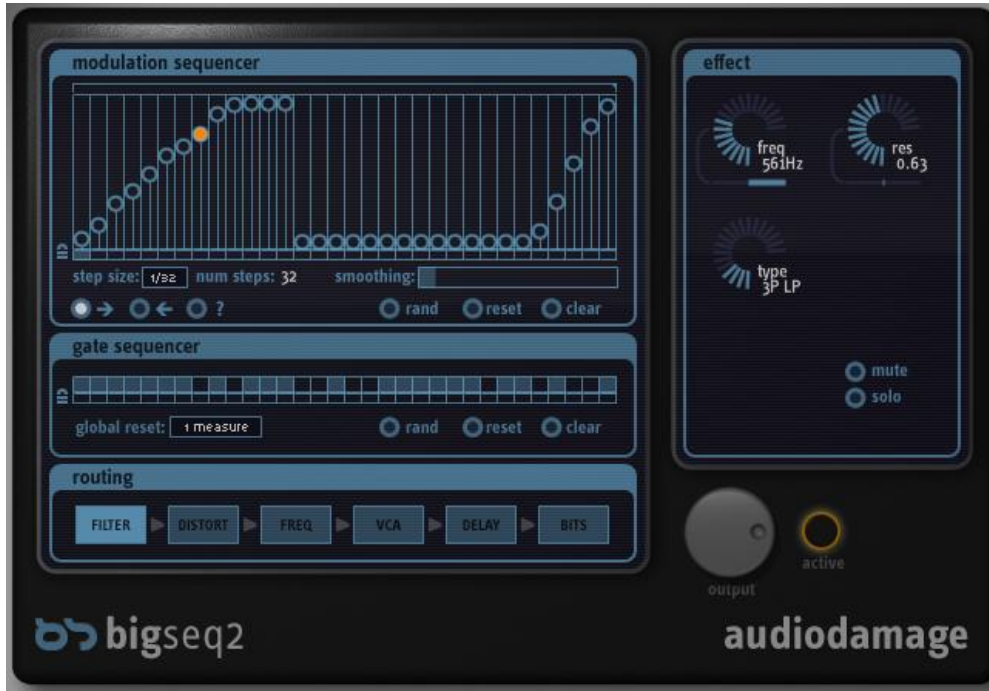 modulation sequencer
step size: 1/32 num steps: 32 smoothing:
? rand reset clear
gate sequencer
global reset: 1 measure rand reset clear
routing
FILTER DISTORT FREQ VCA DELAY BITS
effect
freq
561Hz
res
0.63
type
3P LP
mute
solo
output
active
bigseq2
audiodamage